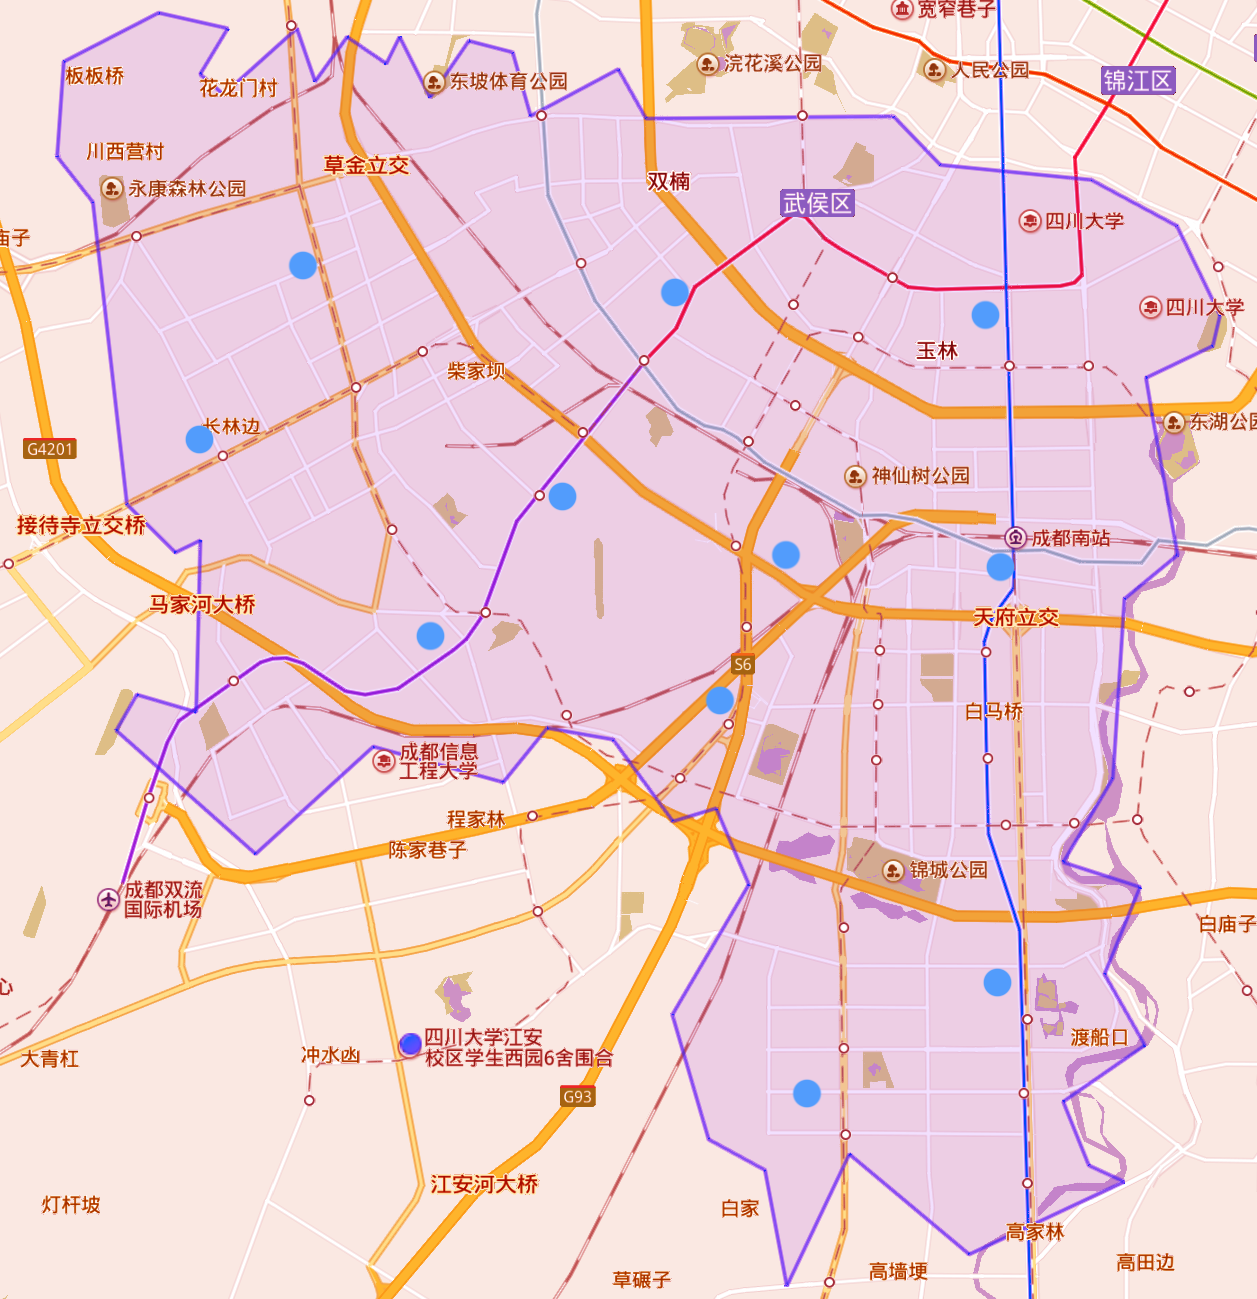 宽窄巷子
板板桥
花龙门村
东坡体育公园
浣花溪公园
人民公园
锦江区
川西营村
草金立交
双楠
永康森林公园
武侯区
四川大学
庙子
四川大学
玉林
柴家坝
长林边
东湖公园
G4201
神仙树公园
接待寺立交桥
成都南站
马家河大桥
天府立交
S6
白马桥
成都信息
工程大学
程家林
陈家巷子
锦城公园
成都双流
国际机场
白庙子
心
四川大学江安
校区学生西园6舍围合
冲水凼
大青杠
渡船口
G93
江安河大桥
灯杆坡
白家
高家林
高墙埂
高田边
草碾子